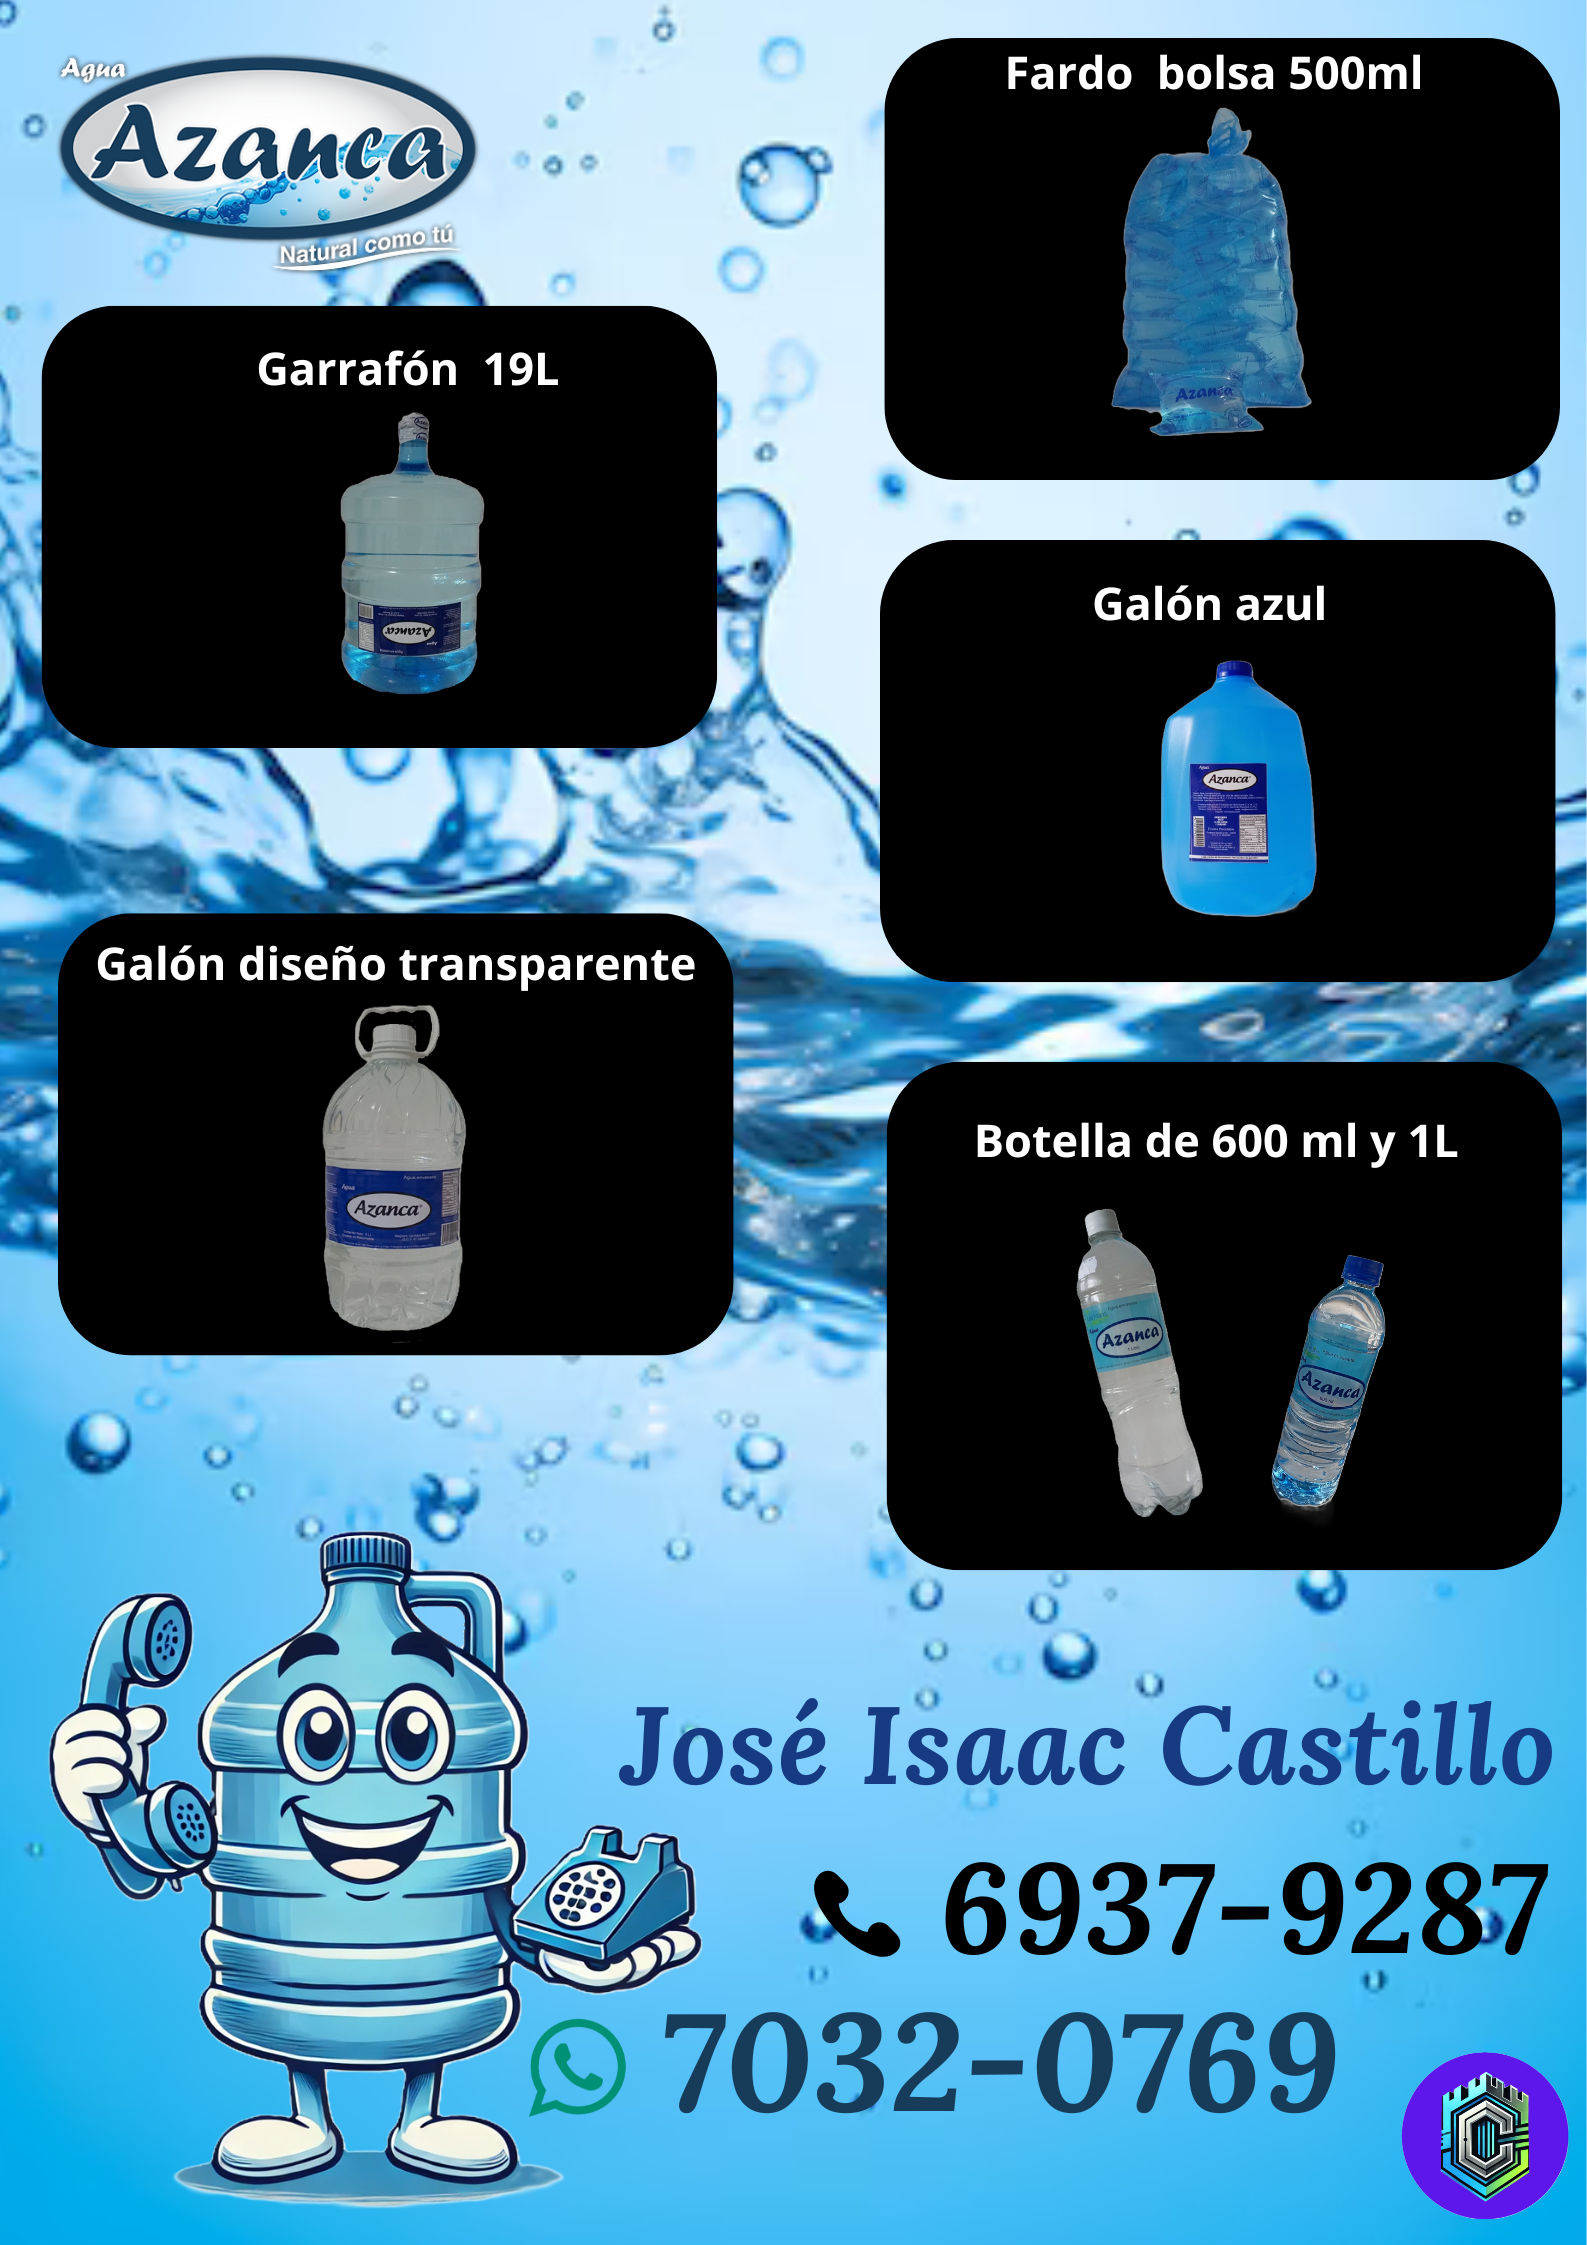 Agua
Azanca
Natural como tú
Fardo bolsa 500ml
Azanca
Garrafón 19L
Azanca
Galón azul
Agua
Azanca
Galón diseño transparente
Agua
Azanca
Botella de 600 ml y 1L
Azanca
Azanca
José Isaac Castillo
6937-9287
7032-0769